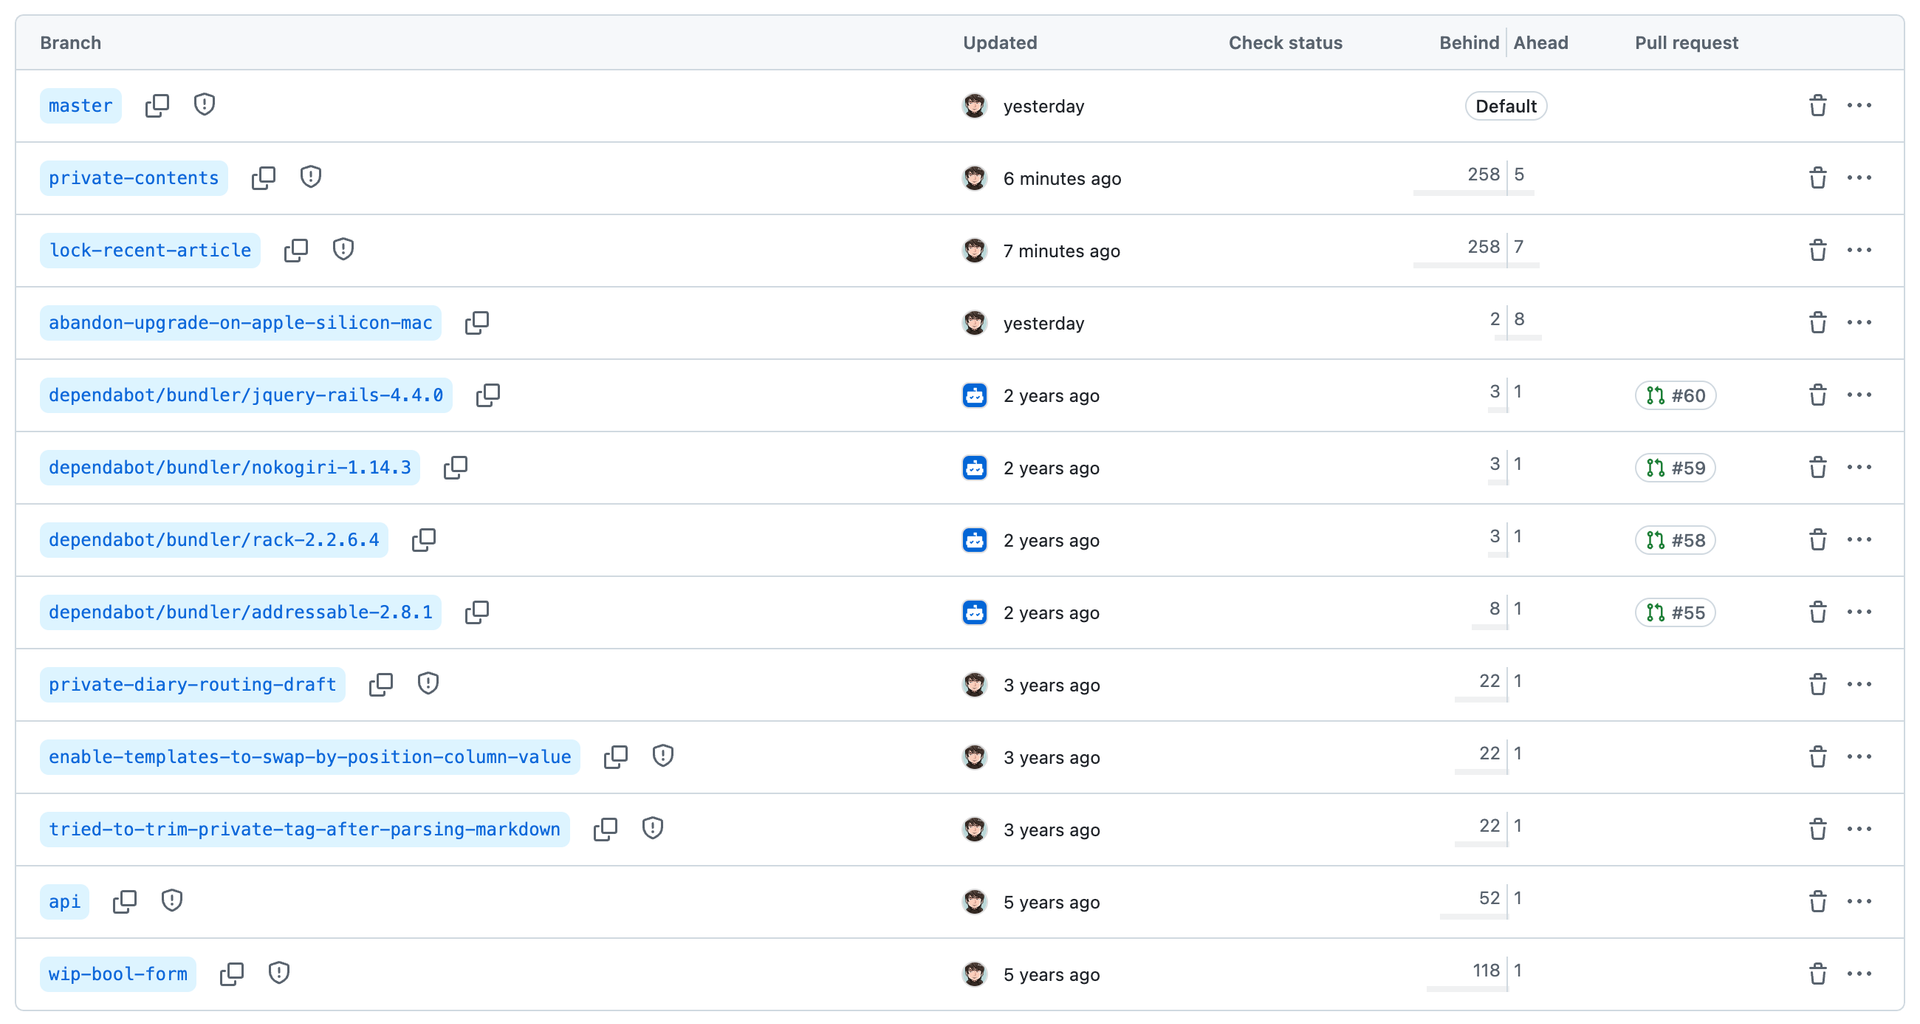 Branch Updated Check status Behind Ahead Pull request
master yesterday Default
private-contents 6 minutes ago 258 5
lock-recent-article 7 minutes ago 258 7
abandon-upgrade-on-apple-silicon-mac yesterday 2 8
dependabot/bundler/jquery-rails-4.4.0 2 years ago 3 1 #60
dependabot/bundler/nokogiri-1.14.3 2 years ago 3 1 #59
dependabot/bundler/rack-2.2.6.4 2 years ago 3 1 #58
dependabot/bundler/addressable-2.8.1 2 years ago 8 1 #55
private-diary-routing-draft 3 years ago 22 1
enable-templates-to-swap-by-position-column-value 3 years ago 22 1
tried-to-trim-private-tag-after-parsing-markdown 3 years ago 22 1
api 5 years ago 52 1
wip-bool-form 5 years ago 118 1